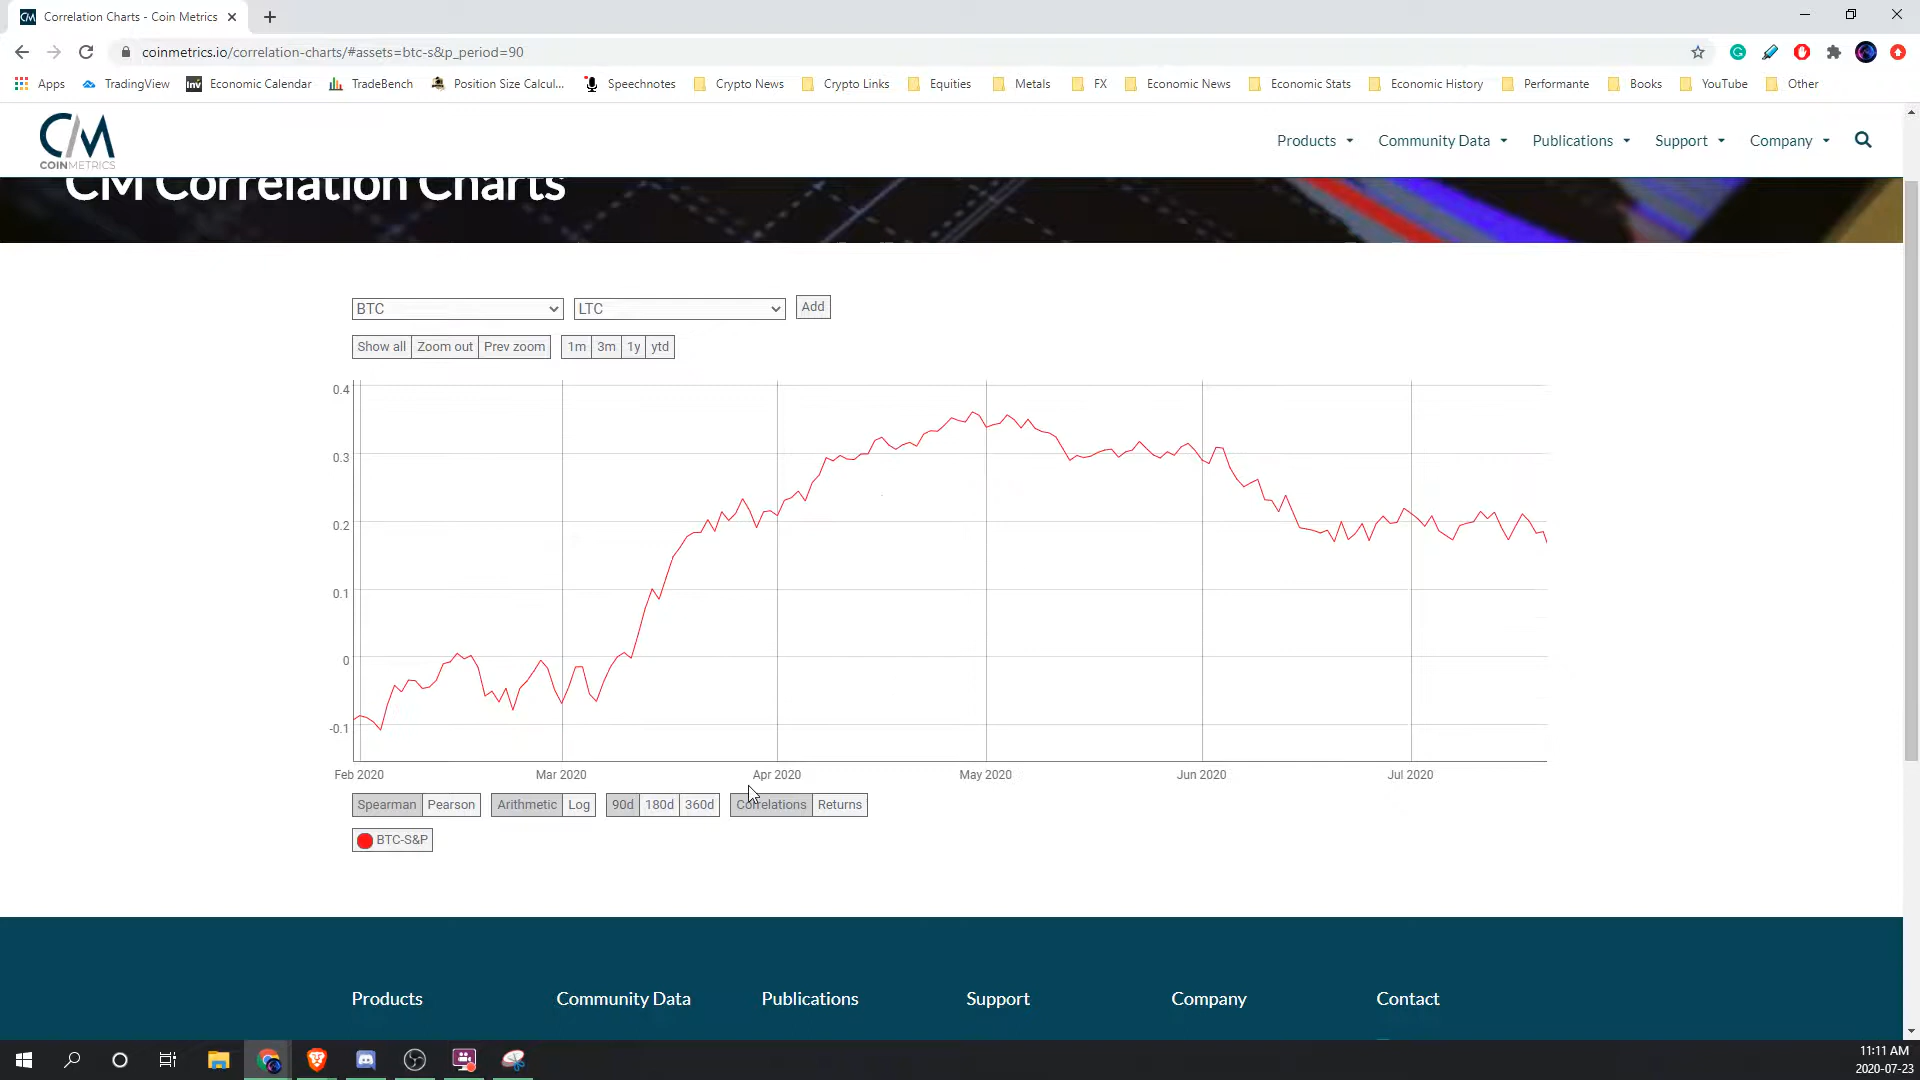 Correlation Charts - Coin Metrics
coinmetrics.io/correlation-charts/#assets=btc-s&p_period=90
Apps TradingView Economic Calendar TradeBench Position Size Calcul... Speechnotes Crypto News Crypto Links Equities Metals FX Economic News Economic Stats Economic History Performante Books YouTube Other
CM
COINMETRICS
Products Community Data Publications Support Company
CM Correlation Charts
BTC LTC Add
Show all Zoom out Prev zoom 1m 3m 1y ytd
0.4
0.3
0.2
0.1
0
-0.1
Feb 2020 Mar 2020 Apr 2020 May 2020 Jun 2020 Jul 2020
Spearman Pearson Arithmetic Log 90d 180d 360d Correlations Returns
BTC-S&P
Products Community Data Publications Support Company Contact
11:11 AM
2020-07-23